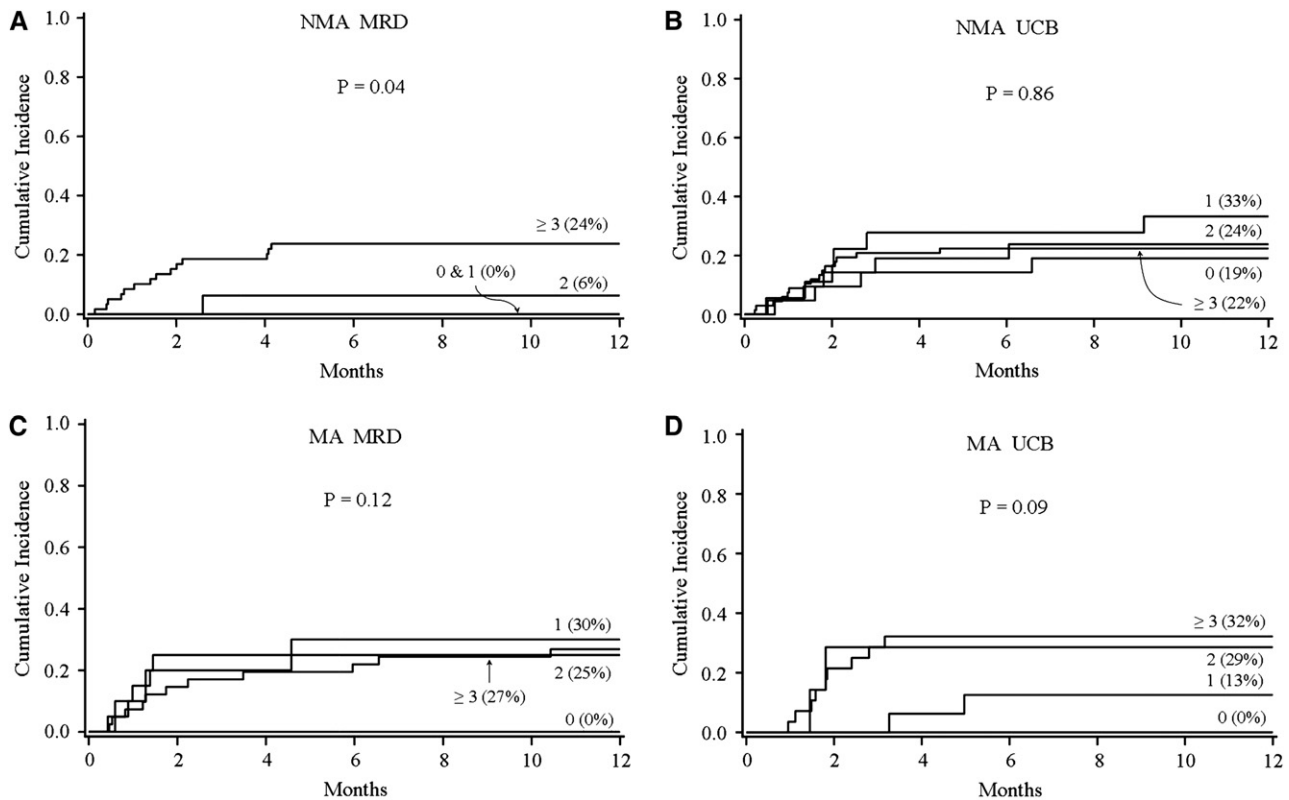 A
NMA MRD
P = 0.04
Cumulative Incidence
1.0
0.8
0.6
0.4
0.2
0.0
≥ 3 (24%)
0 & 1 (0%)
2 (6%)
0 2 4 6 8 10 12
Months
B
NMA UCB
P = 0.86
Cumulative Incidence
1.0
0.8
0.6
0.4
0.2
0.0
1 (33%)
2 (24%)
0 (19%)
≥ 3 (22%)
0 2 4 6 8 10 12
Months
C
MA MRD
P = 0.12
Cumulative Incidence
1.0
0.8
0.6
0.4
0.2
0.0
1 (30%)
2 (25%)
≥ 3 (27%)
0 (0%)
0 2 4 6 8 10 12
Months
D
MA UCB
P = 0.09
Cumulative Incidence
1.0
0.8
0.6
0.4
0.2
0.0
≥ 3 (32%)
2 (29%)
1 (13%)
0 (0%)
0 2 4 6 8 10 12
Months